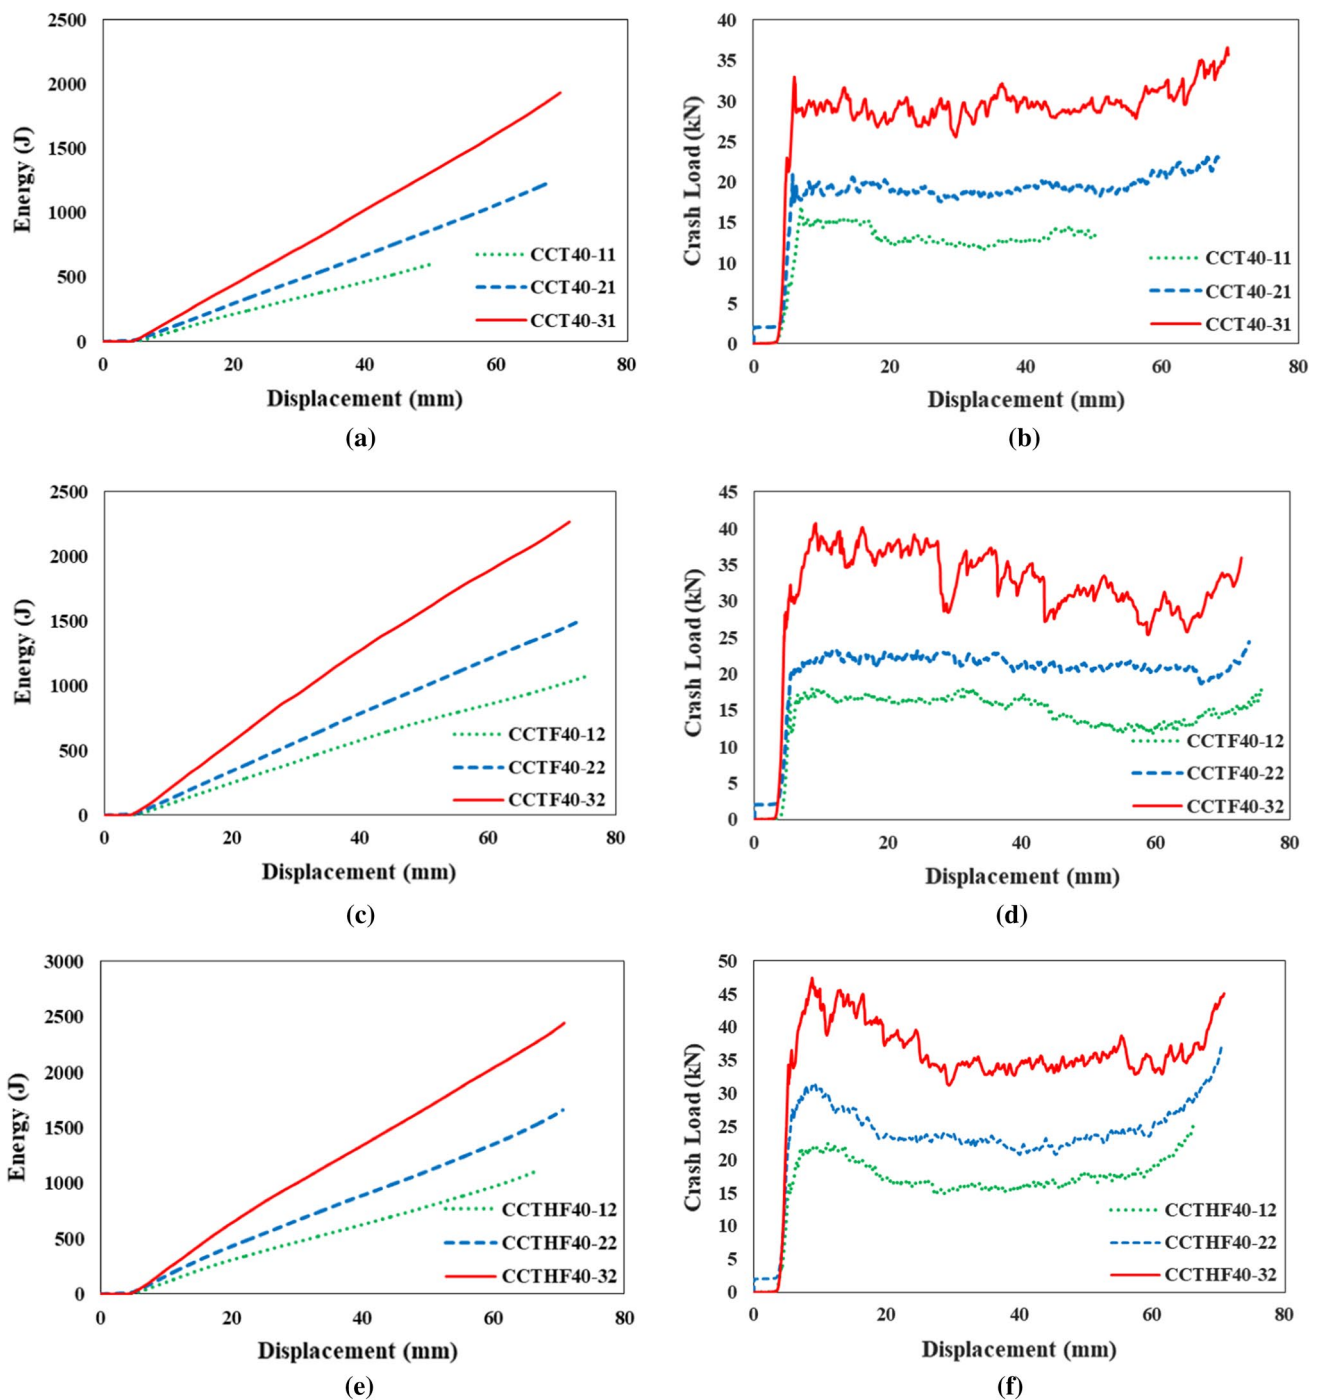 2500
2000
1500
1000
500
0
0 20 40 60 80
Energy (J)
Displacement (mm)
CCT40-11
CCT40-21
CCT40-31
(a)
40
35
30
25
20
15
10
5
0
0 20 40 60 80
Crash Load (kN)
Displacement (mm)
CCT40-11
CCT40-21
CCT40-31
(b)
2500
2000
1500
1000
500
0
0 20 40 60 80
Energy (J)
Displacement (mm)
CCTF40-12
CCTF40-22
CCTF40-32
(c)
45
40
35
30
25
20
15
10
5
0
0 20 40 60 80
Crash Load (kN)
Displacement (mm)
CCTF40-12
CCTF40-22
CCTF40-32
(d)
3000
2500
2000
1500
1000
500
0
0 20 40 60 80
Energy (J)
Displacement (mm)
CCTHF40-12
CCTHF40-22
CCTHF40-32
(e)
50
45
40
35
30
25
20
15
10
5
0
0 20 40 60 80
Crash Load (kN)
Displacement (mm)
CCTHF40-12
CCTHF40-22
CCTHF40-32
(f)